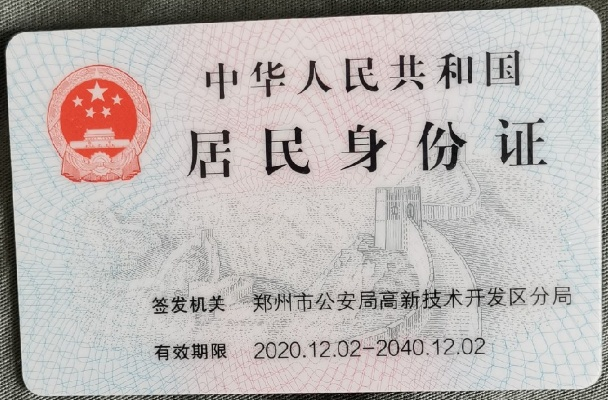 中华人民共和国
居民身份证
签发机关 郑州市公安局高新技术开发区分局
有效期限 2020.12.02-2040.12.02